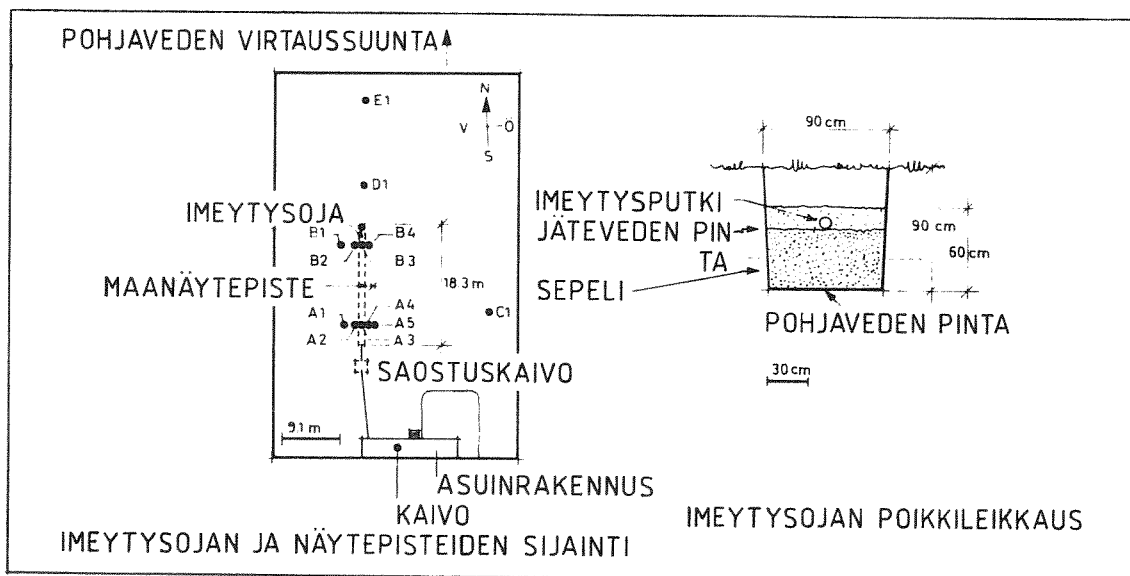 POHJAVEDEN VIRTAUSSUUNTA
E1
N
V Ö
S
D1
IMEYTYSOJA
B1 B4
B2 B3
MAANÄYTEPISTE
18.3 m
A1 A4
A5
A2 A3
C1
SAOSTUSKAIVO
9.1 m
ASUINRAKENNUS
KAIVO
IMEYTYSOJAN JA NÄYTEPISTEIDEN SIJAINTI
90 cm
IMEYTYSPUTKI
JÄTEVEDEN PIN
TA
90 cm
60 cm
SEPELI
POHJAVEDEN PINTA
30 cm
IMEYTYSOJAN POIKKILEIKKAUS